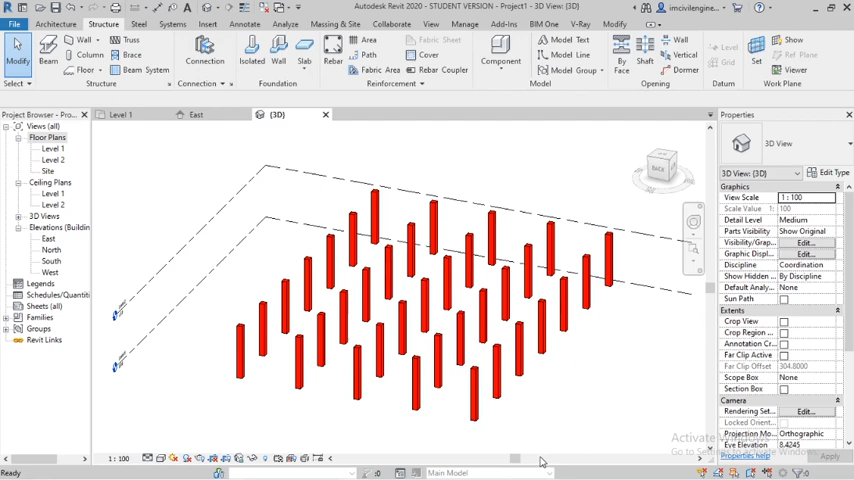 Autodesk Revit 2020 - STUDENT VERSION - Project1 - 3D View: {3D}
imcivilengine...
File Architecture Structure Steel Systems Insert Annotate Analyze Massing & Site Collaborate View Manage Add-Ins BIM One V-Ray Modify
Modify Beam Wall Column Floor Truss Brace Beam System Connection Isolated Wall Slab Rebar Area Path Fabric Area Fabric Sheet Cover Rebar Coupler Component Model Text Model Line Model Group By Face Shaft Wall Vertical Dormer Level Grid Set Show Ref Plane Viewer
Select Structure Connection Foundation Reinforcement Model Opening Datum Work Plane
Project Browser - Pro... Level 1 East {3D} Properties
Views (all)
Floor Plans
Level 1
Level 2
Site
Ceiling Plans
Level 1
Level 2
3D Views
Elevations (Buildin
East
North
South
West
Legends
Schedules/Quantiti
Sheets (all)
Families
Groups
Revit Links
BACK
3D View
3D View: {3D} Edit Type
Graphics
View Scale 1 : 100
Scale Value 1: 100
Detail Level Medium
Parts Visibility Show Original
Visibility/Grap... Edit...
Graphic Displ... Edit...
Discipline Coordination
Show Hidden ... By Discipline
Default Analy... None
Sun Path
Extents
Crop View
Crop Region ...
Annotation Cr...
Far Clip Active
Far Clip Offset 304.8000
Scope Box None
Section Box
Camera
Rendering Set... Edit...
Locked Orient...
Projection Mo... Orthographic
Eye Elevation 8.4245
Properties help Apply
Activate Windows
Go to Settings to activate Windows.
1 : 100
Ready :0 Main Model :0